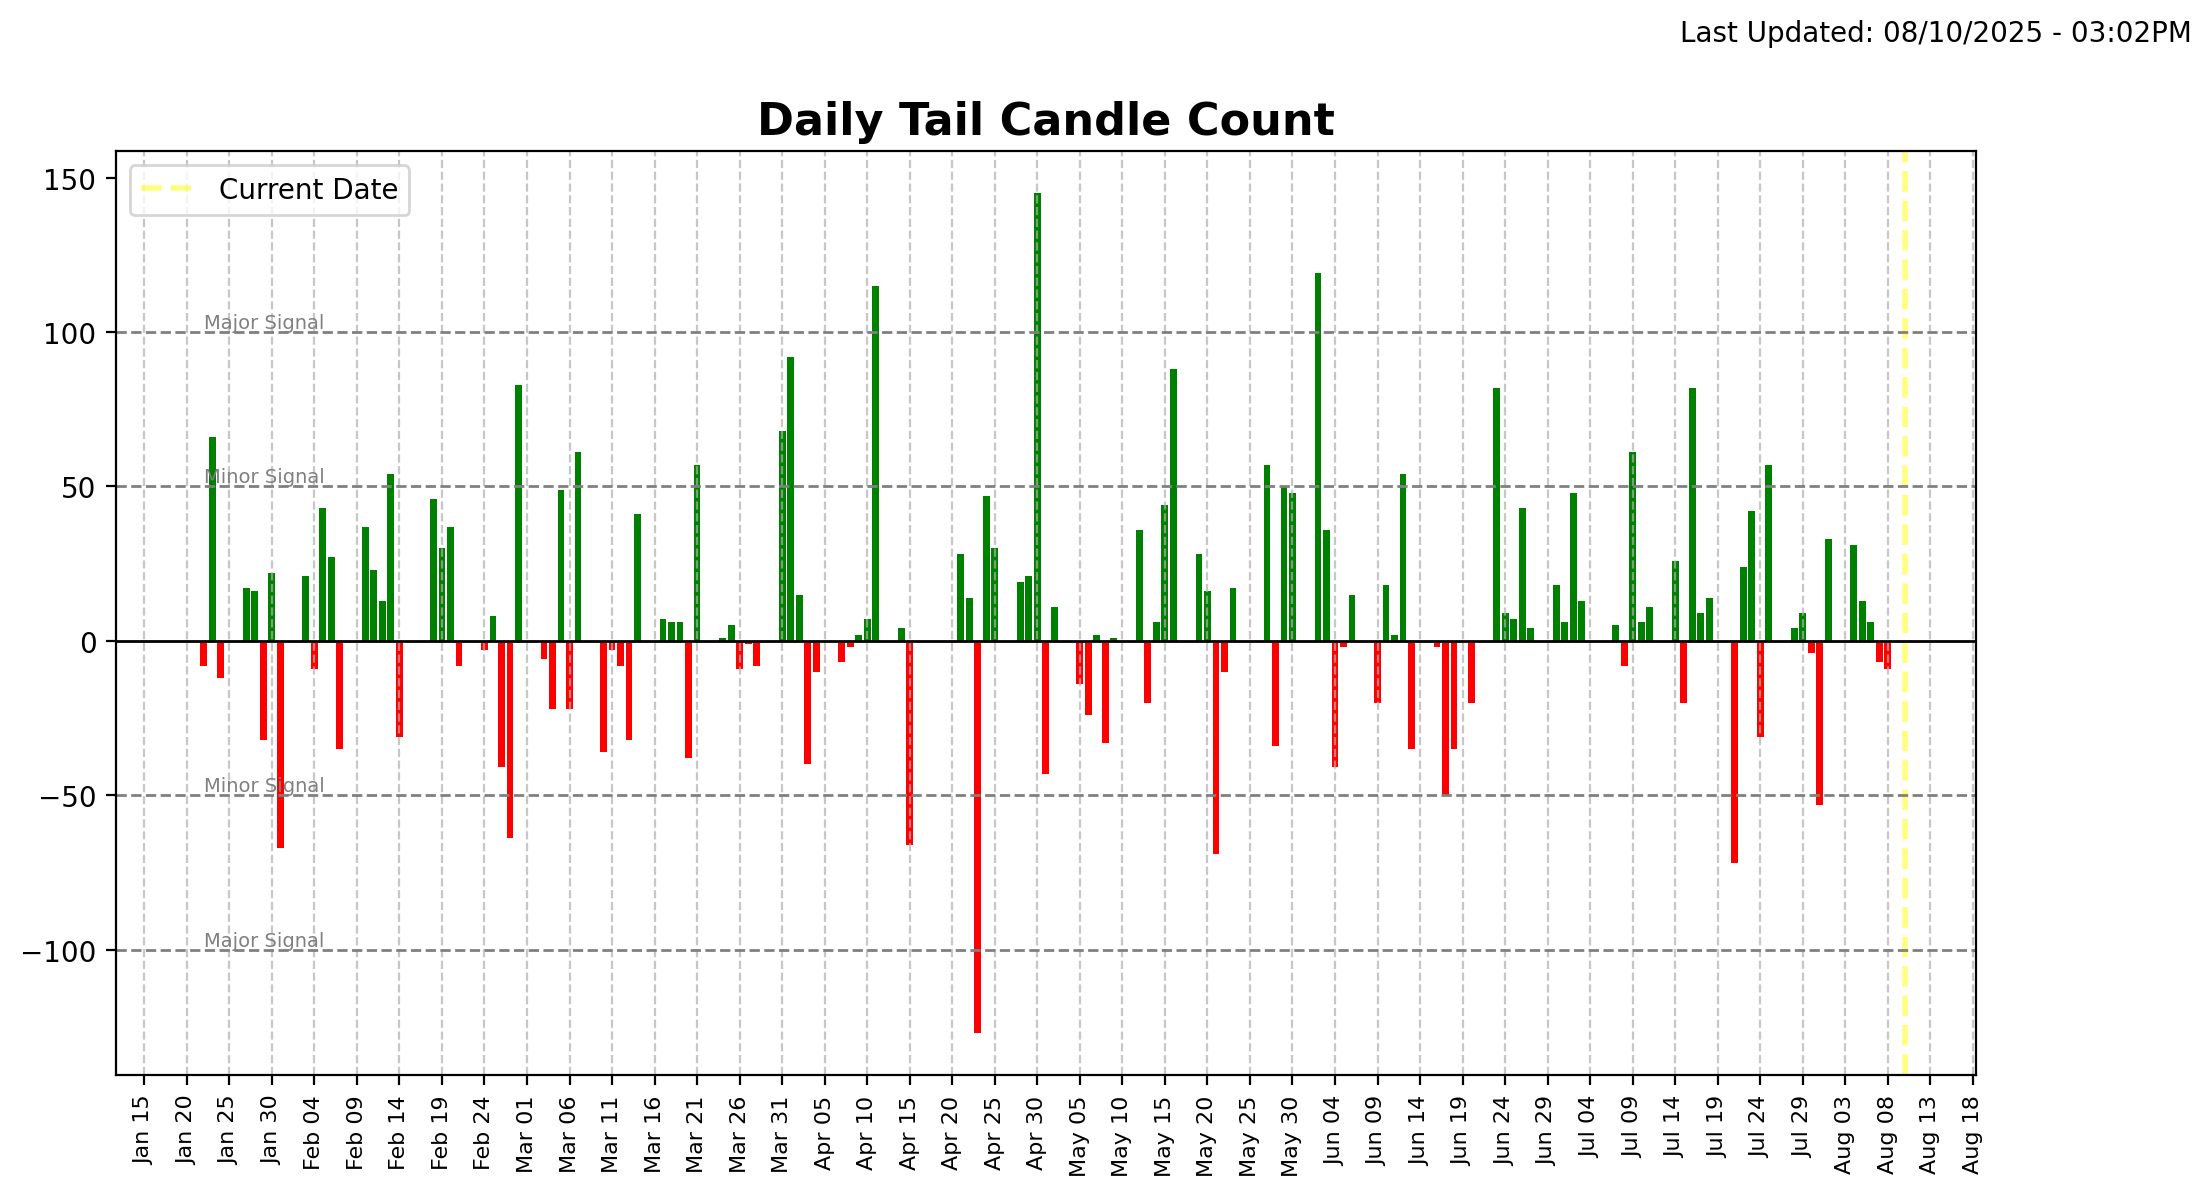 Last Updated: 08/10/2025 - 03:02PM
Daily Tail Candle Count
Current Date
150
100
50
0
−50
−100
Major Signal
Minor Signal
Minor Signal
Major Signal
Jan 15
Jan 20
Jan 25
Jan 30
Feb 04
Feb 09
Feb 14
Feb 19
Feb 24
Mar 01
Mar 06
Mar 11
Mar 16
Mar 21
Mar 26
Mar 31
Apr 05
Apr 10
Apr 15
Apr 20
Apr 25
Apr 30
May 05
May 10
May 15
May 20
May 25
May 30
Jun 04
Jun 09
Jun 14
Jun 19
Jun 24
Jun 29
Jul 04
Jul 09
Jul 14
Jul 19
Jul 24
Jul 29
Aug 03
Aug 08
Aug 13
Aug 18